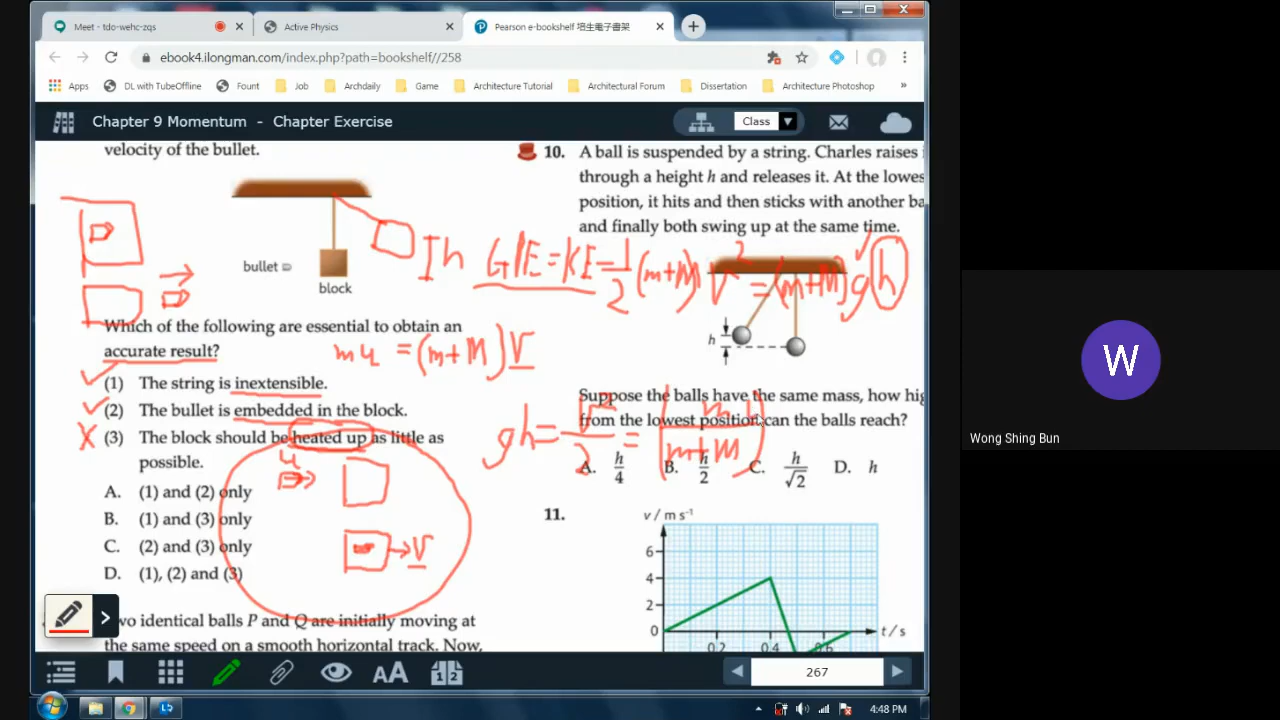 Meet - tdo-wehc-zqs
Active Physics
Pearson e-bookshelf 培生電子書架
ebook4.ilongman.com/index.php?path=bookshelf//258
Apps DL with TubeOffline Fount Job Archdaily Game Architecture Tutorial Architectural Forum Dissertation Architecture Photoshop »
Chapter 9 Momentum - Chapter Exercise
Class
velocity of the bullet.
bullet
block
I h GPE = KE = 1/2 (m+M) V² = (m+M) g h
Which of the following are essential to obtain an
accurate result?
mu = (m+M) V
(1) The string is inextensible.
(2) The bullet is embedded in the block.
(3) The block should be heated up as little as
possible.
A. (1) and (2) only
B. (1) and (3) only
C. (2) and (3) only
D. (1), (2) and (3)
u
V
wo identical balls P and Q are initially moving at
the same speed on a smooth horizontal track. Now,
10. A ball is suspended by a string. Charles raises
through a height h and releases it. At the lowes
position, it hits and then sticks with another ba
and finally both swing up at the same time.
h
Suppose the balls have the same mass, how hig
from the lowest position can the balls reach?
gh = V²/2 =
m+M
A. h/4 B. h/2 C. h/√2 D. h
11.
v / m s⁻¹
6
4
2
0
0.2 0.4 0.6
t / s
AA
1 2
267
4:48 PM
W
Wong Shing Bun